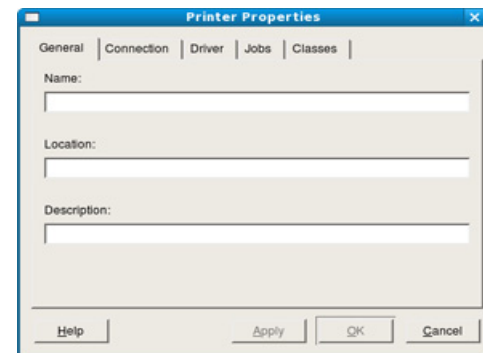 Printer Properties
General Connection Driver Jobs Classes
Name:
Location:
Description:
Help Apply OK Cancel